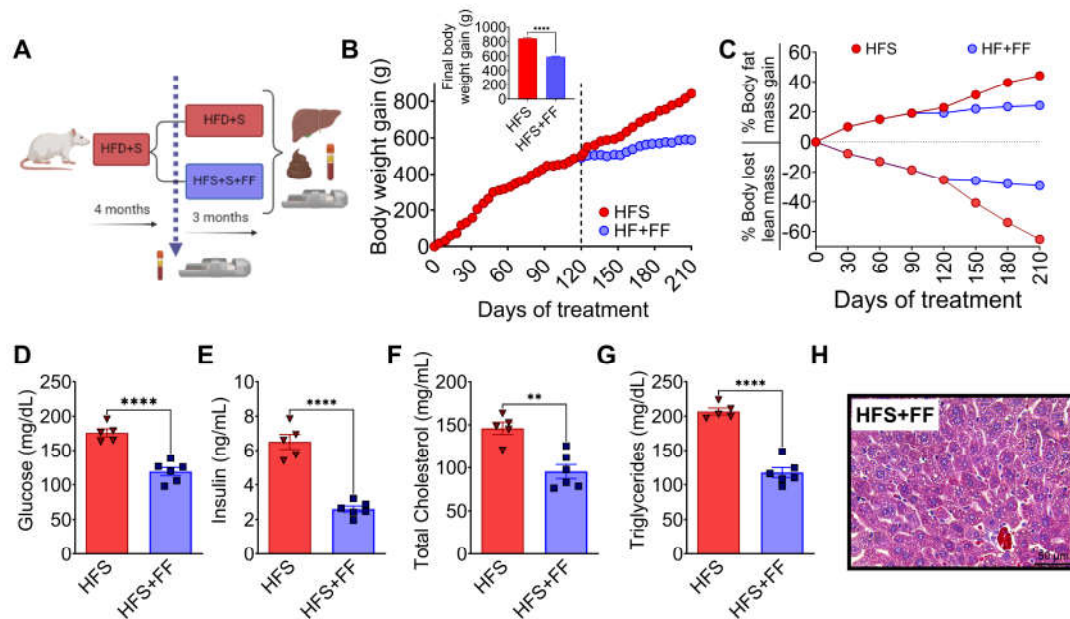 A
HFD+S
HFD+S
HFS+S+FF
4 months
3 months
B
Final body
weight gain (g)
1000
800
600
400
200
0
****
HFS
HFS+FF
Body weight gain (g)
800
600
400
200
0
HFS
HF+FF
0
30
60
90
120
150
180
210
Days of treatment
C
HFS
HF+FF
% Body fat
mass gain
% Body lost
lean mass
60
40
20
0
-20
-40
-60
0
30
60
90
120
150
180
210
Days of treatment
D
Glucose (mg/dL)
250
200
150
100
50
0
****
HFS
HFS+FF
E
Insulin (ng/mL)
10
8
6
4
2
0
****
HFS
HFS+FF
F
Total Cholesterol (mg/mL)
200
150
100
50
0
**
HFS
HFS+FF
G
Triglycerides (mg/dL)
250
200
150
100
50
0
****
HFS
HFS+FF
H
HFS+FF
50 µm